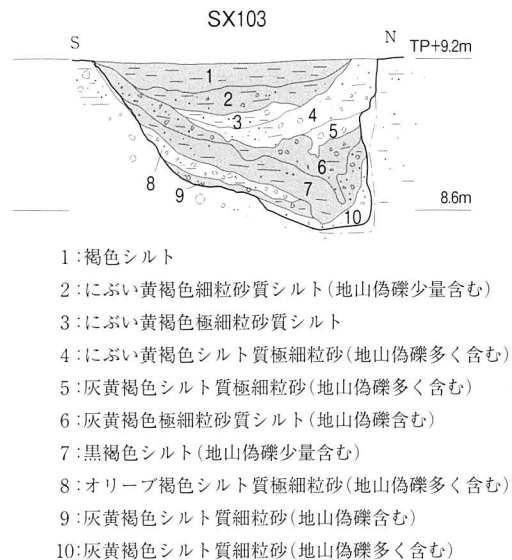 SX103
S
N
TP+9.2m
1
2
3
4
5
6
7
8
9
10
8.6m
1:褐色シルト
2:にぶい黄褐色細粒砂質シルト(地山偽礫少量含む)
3:にぶい黄褐色極細粒砂質シルト
4:にぶい黄褐色シルト質極細粒砂(地山偽礫多く含む)
5:灰黄褐色シルト質極細粒砂(地山偽礫多く含む)
6:灰黄褐色極細粒砂質シルト(地山偽礫含む)
7:黒褐色シルト(地山偽礫少量含む)
8:オリーブ褐色シルト質極細粒砂(地山偽礫多く含む)
9:灰黄褐色シルト質細粒砂(地山偽礫含む)
10:灰黄褐色シルト質細粒砂(地山偽礫多く含む)